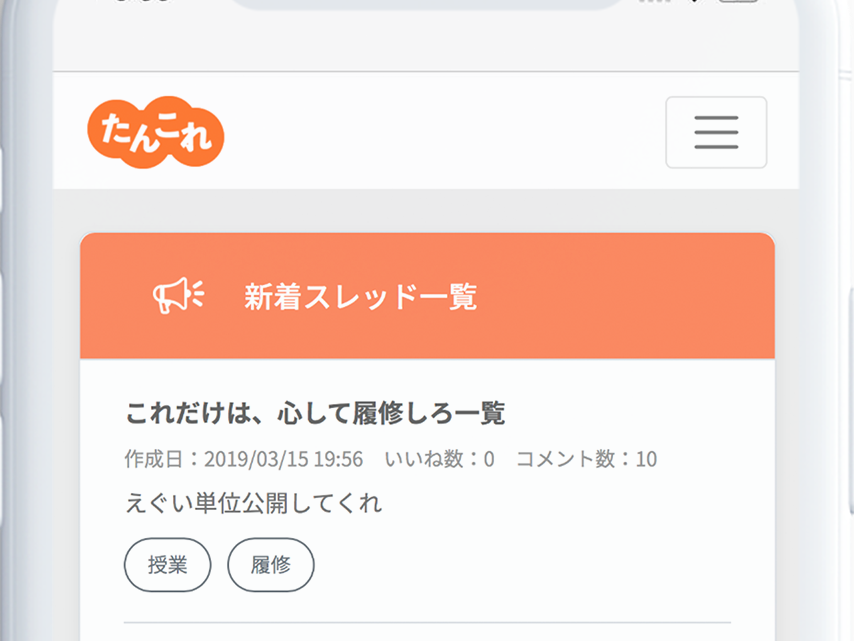 たんこれ
新着スレッド一覧
これだけは、心して履修しろ一覧
作成日：2019/03/15 19:56　いいね数：0　コメント数：10
えぐい単位公開してくれ
授業　履修